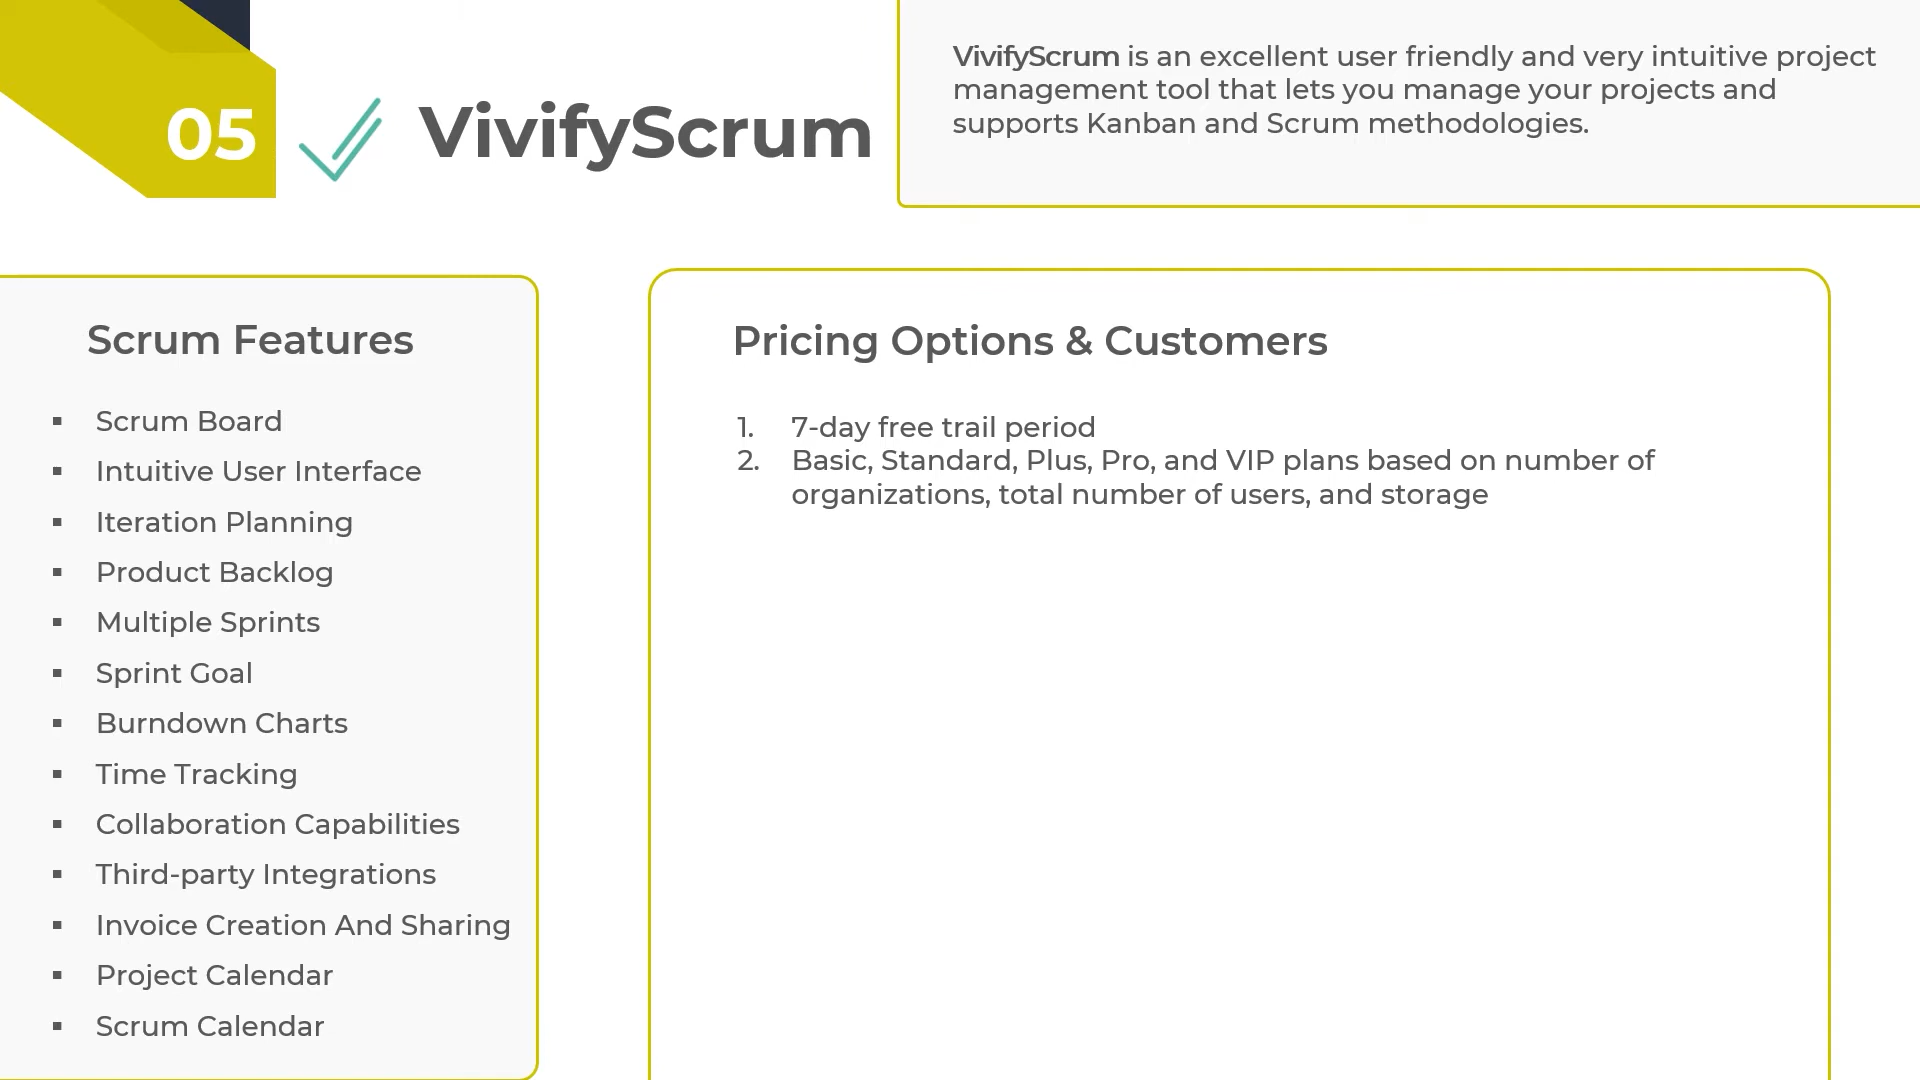 05
VivifyScrum
VivifyScrum is an excellent user friendly and very intuitive project
management tool that lets you manage your projects and
supports Kanban and Scrum methodologies.
Scrum Features
▪ Scrum Board
▪ Intuitive User Interface
▪ Iteration Planning
▪ Product Backlog
▪ Multiple Sprints
▪ Sprint Goal
▪ Burndown Charts
▪ Time Tracking
▪ Collaboration Capabilities
▪ Third-party Integrations
▪ Invoice Creation And Sharing
▪ Project Calendar
▪ Scrum Calendar
Pricing Options & Customers
1. 7-day free trail period
2. Basic, Standard, Plus, Pro, and VIP plans based on number of
organizations, total number of users, and storage